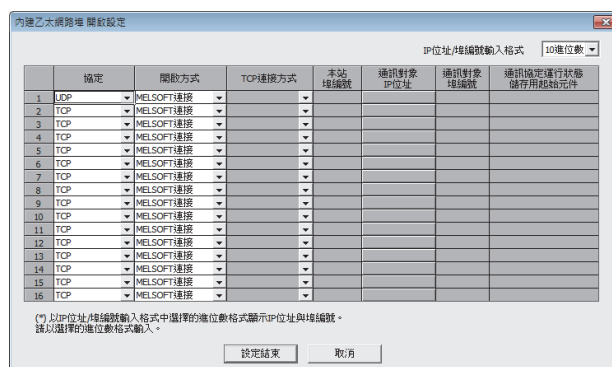 內建乙太網路埠 開啟設定
IP位址/埠編號輸入格式 10進位數
協定 開啟方式 TCP連接方式 本站埠編號 通訊對象IP位址 通訊對象埠編號 通訊協定運行狀態儲存用起始元件
1 UDP MELSOFT連接
2 TCP MELSOFT連接
3 TCP MELSOFT連接
4 TCP MELSOFT連接
5 TCP MELSOFT連接
6 TCP MELSOFT連接
7 TCP MELSOFT連接
8 TCP MELSOFT連接
9 TCP MELSOFT連接
10 TCP MELSOFT連接
11 TCP MELSOFT連接
12 TCP MELSOFT連接
13 TCP MELSOFT連接
14 TCP MELSOFT連接
15 TCP MELSOFT連接
16 TCP MELSOFT連接
(*) 以IP位址/埠編號輸入格式中選擇的進位數格式顯示IP位址與埠編號。
請以選擇的進位數格式輸入。
設定結束 取消